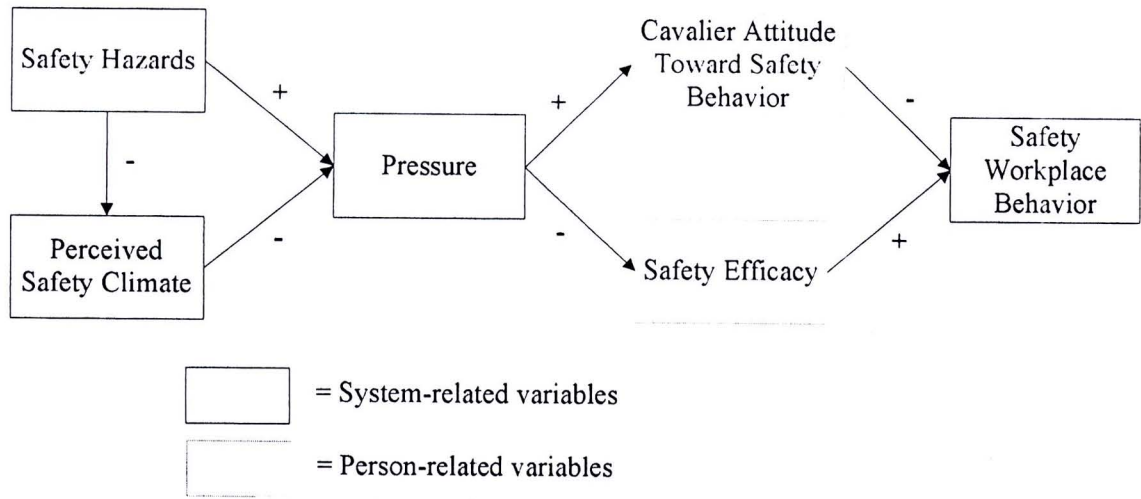 Safety Hazards
+
-
Perceived
Safety Climate
-
Pressure
+
-
Cavalier Attitude
Toward Safety
Behavior
Safety Efficacy
-
+
Safety
Workplace
Behavior
= System-related variables
= Person-related variables